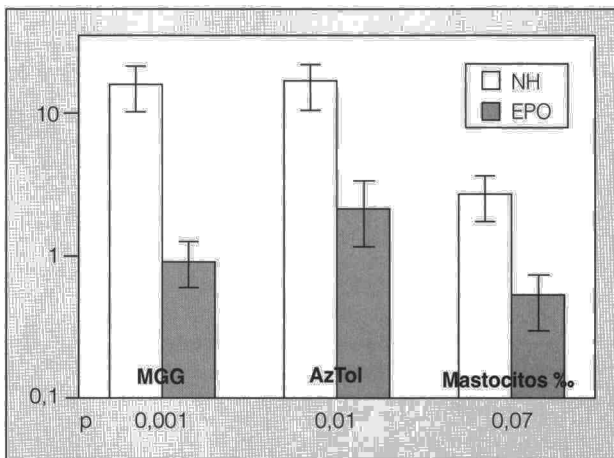 10
1
0,1
NH
EPO
MGG
AzTol
Mastocitos ‰
p 0,001 0,01 0,07